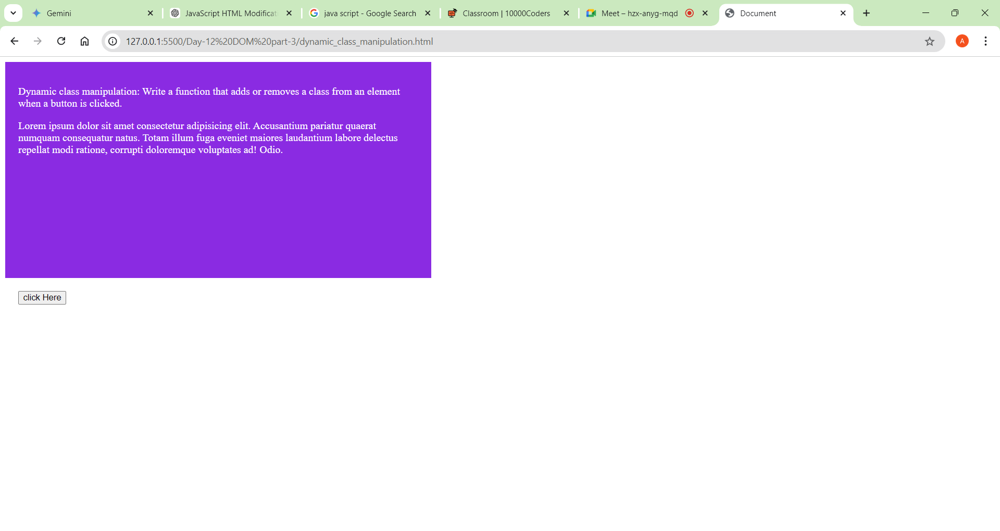 Gemini
JavaScript HTML Modificati
java script - Google Search
Classroom | 10000Coders
Meet – hzx-anyg-mqd
Document
127.0.0.1:5500/Day-12%20DOM%20part-3/dynamic_class_manipulation.html
A
Dynamic class manipulation: Write a function that adds or removes a class from an element
when a button is clicked.
Lorem ipsum dolor sit amet consectetur adipisicing elit. Accusantium pariatur quaerat
numquam consequatur natus. Totam illum fuga eveniet maiores laudantium labore delectus
repellat modi ratione, corrupti doloremque voluptates ad! Odio.
click Here